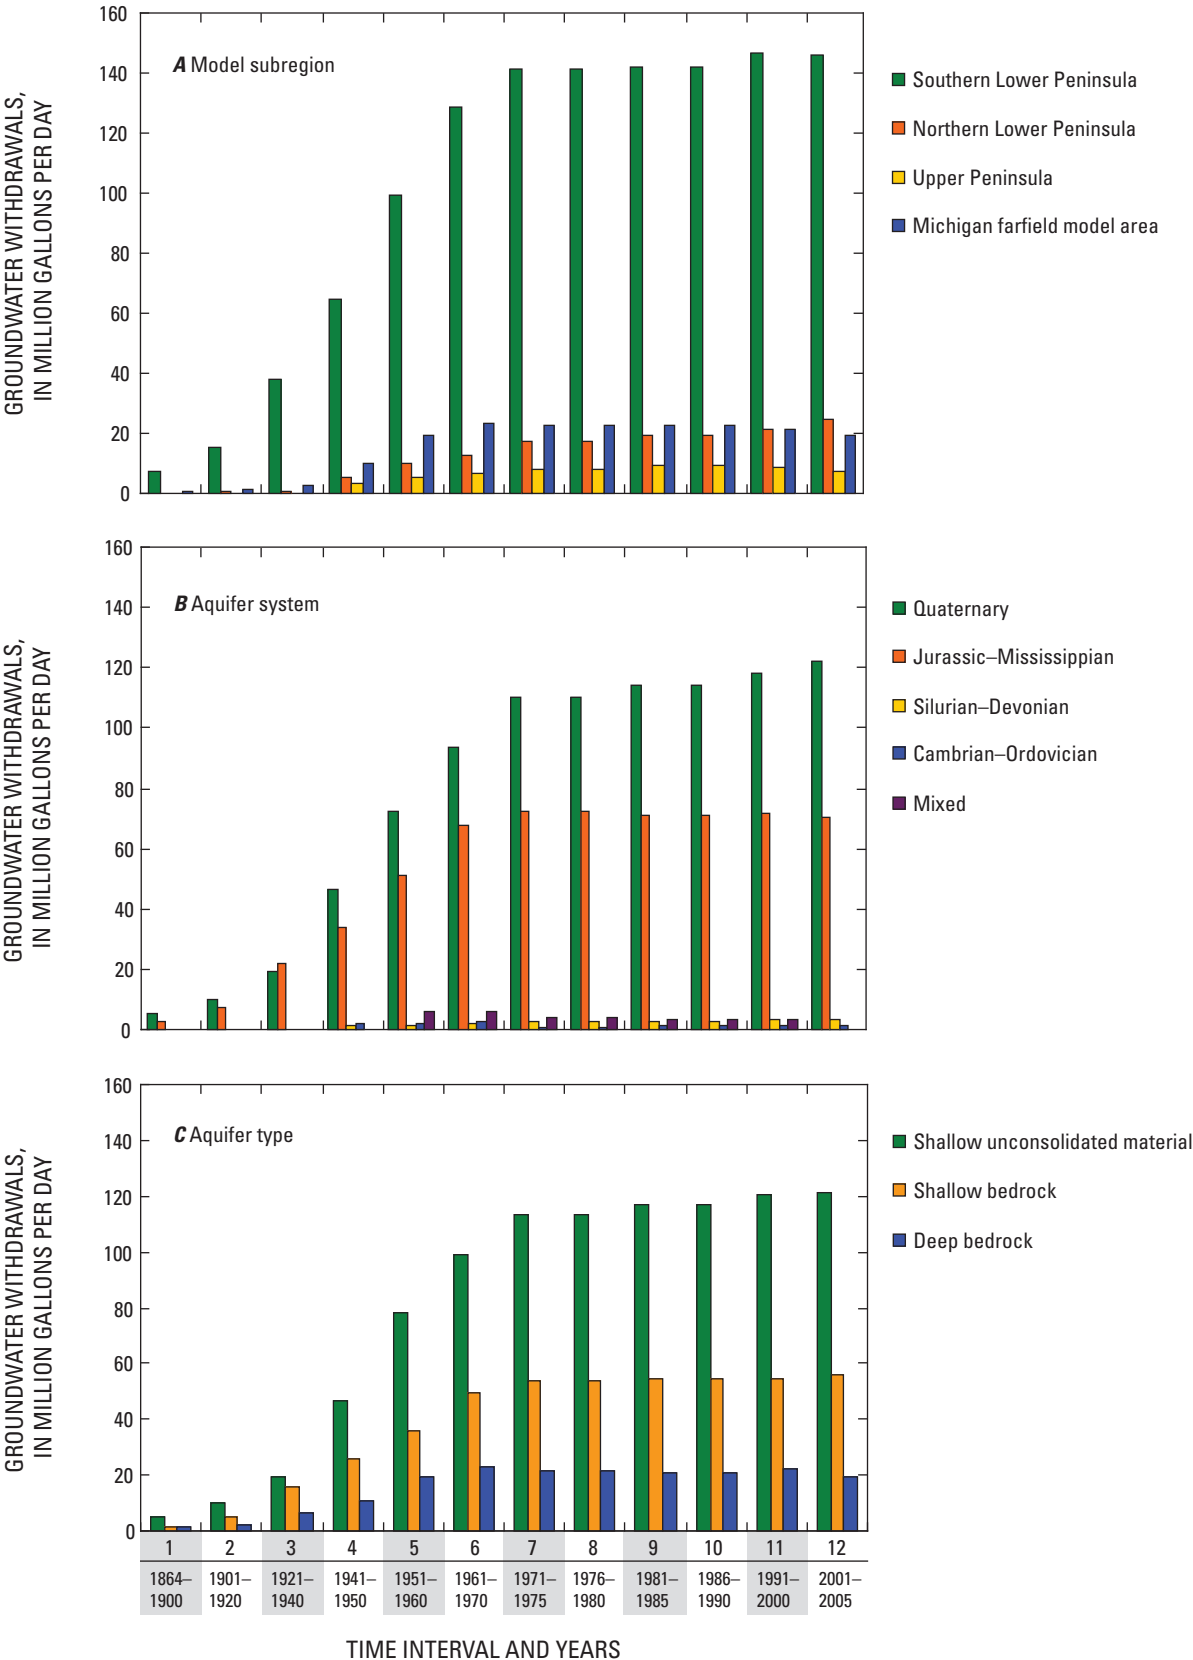 GROUNDWATER WITHDRAWALS,
IN MILLION GALLONS PER DAY
160
140
120
100
80
60
40
20
0
A Model subregion
Southern Lower Peninsula
Northern Lower Peninsula
Upper Peninsula
Michigan farfield model area
GROUNDWATER WITHDRAWALS,
IN MILLION GALLONS PER DAY
160
140
120
100
80
60
40
20
0
B Aquifer system
Quaternary
Jurassic–Mississippian
Silurian–Devonian
Cambrian–Ordovician
Mixed
GROUNDWATER WITHDRAWALS,
IN MILLION GALLONS PER DAY
160
140
120
100
80
60
40
20
0
C Aquifer type
Shallow unconsolidated material
Shallow bedrock
Deep bedrock
1 2 3 4 5 6 7 8 9 10 11 12
1864– 1901– 1921– 1941– 1951– 1961– 1971– 1976– 1981– 1986– 1991– 2001–
1900 1920 1940 1950 1960 1970 1975 1980 1985 1990 2000 2005
TIME INTERVAL AND YEARS